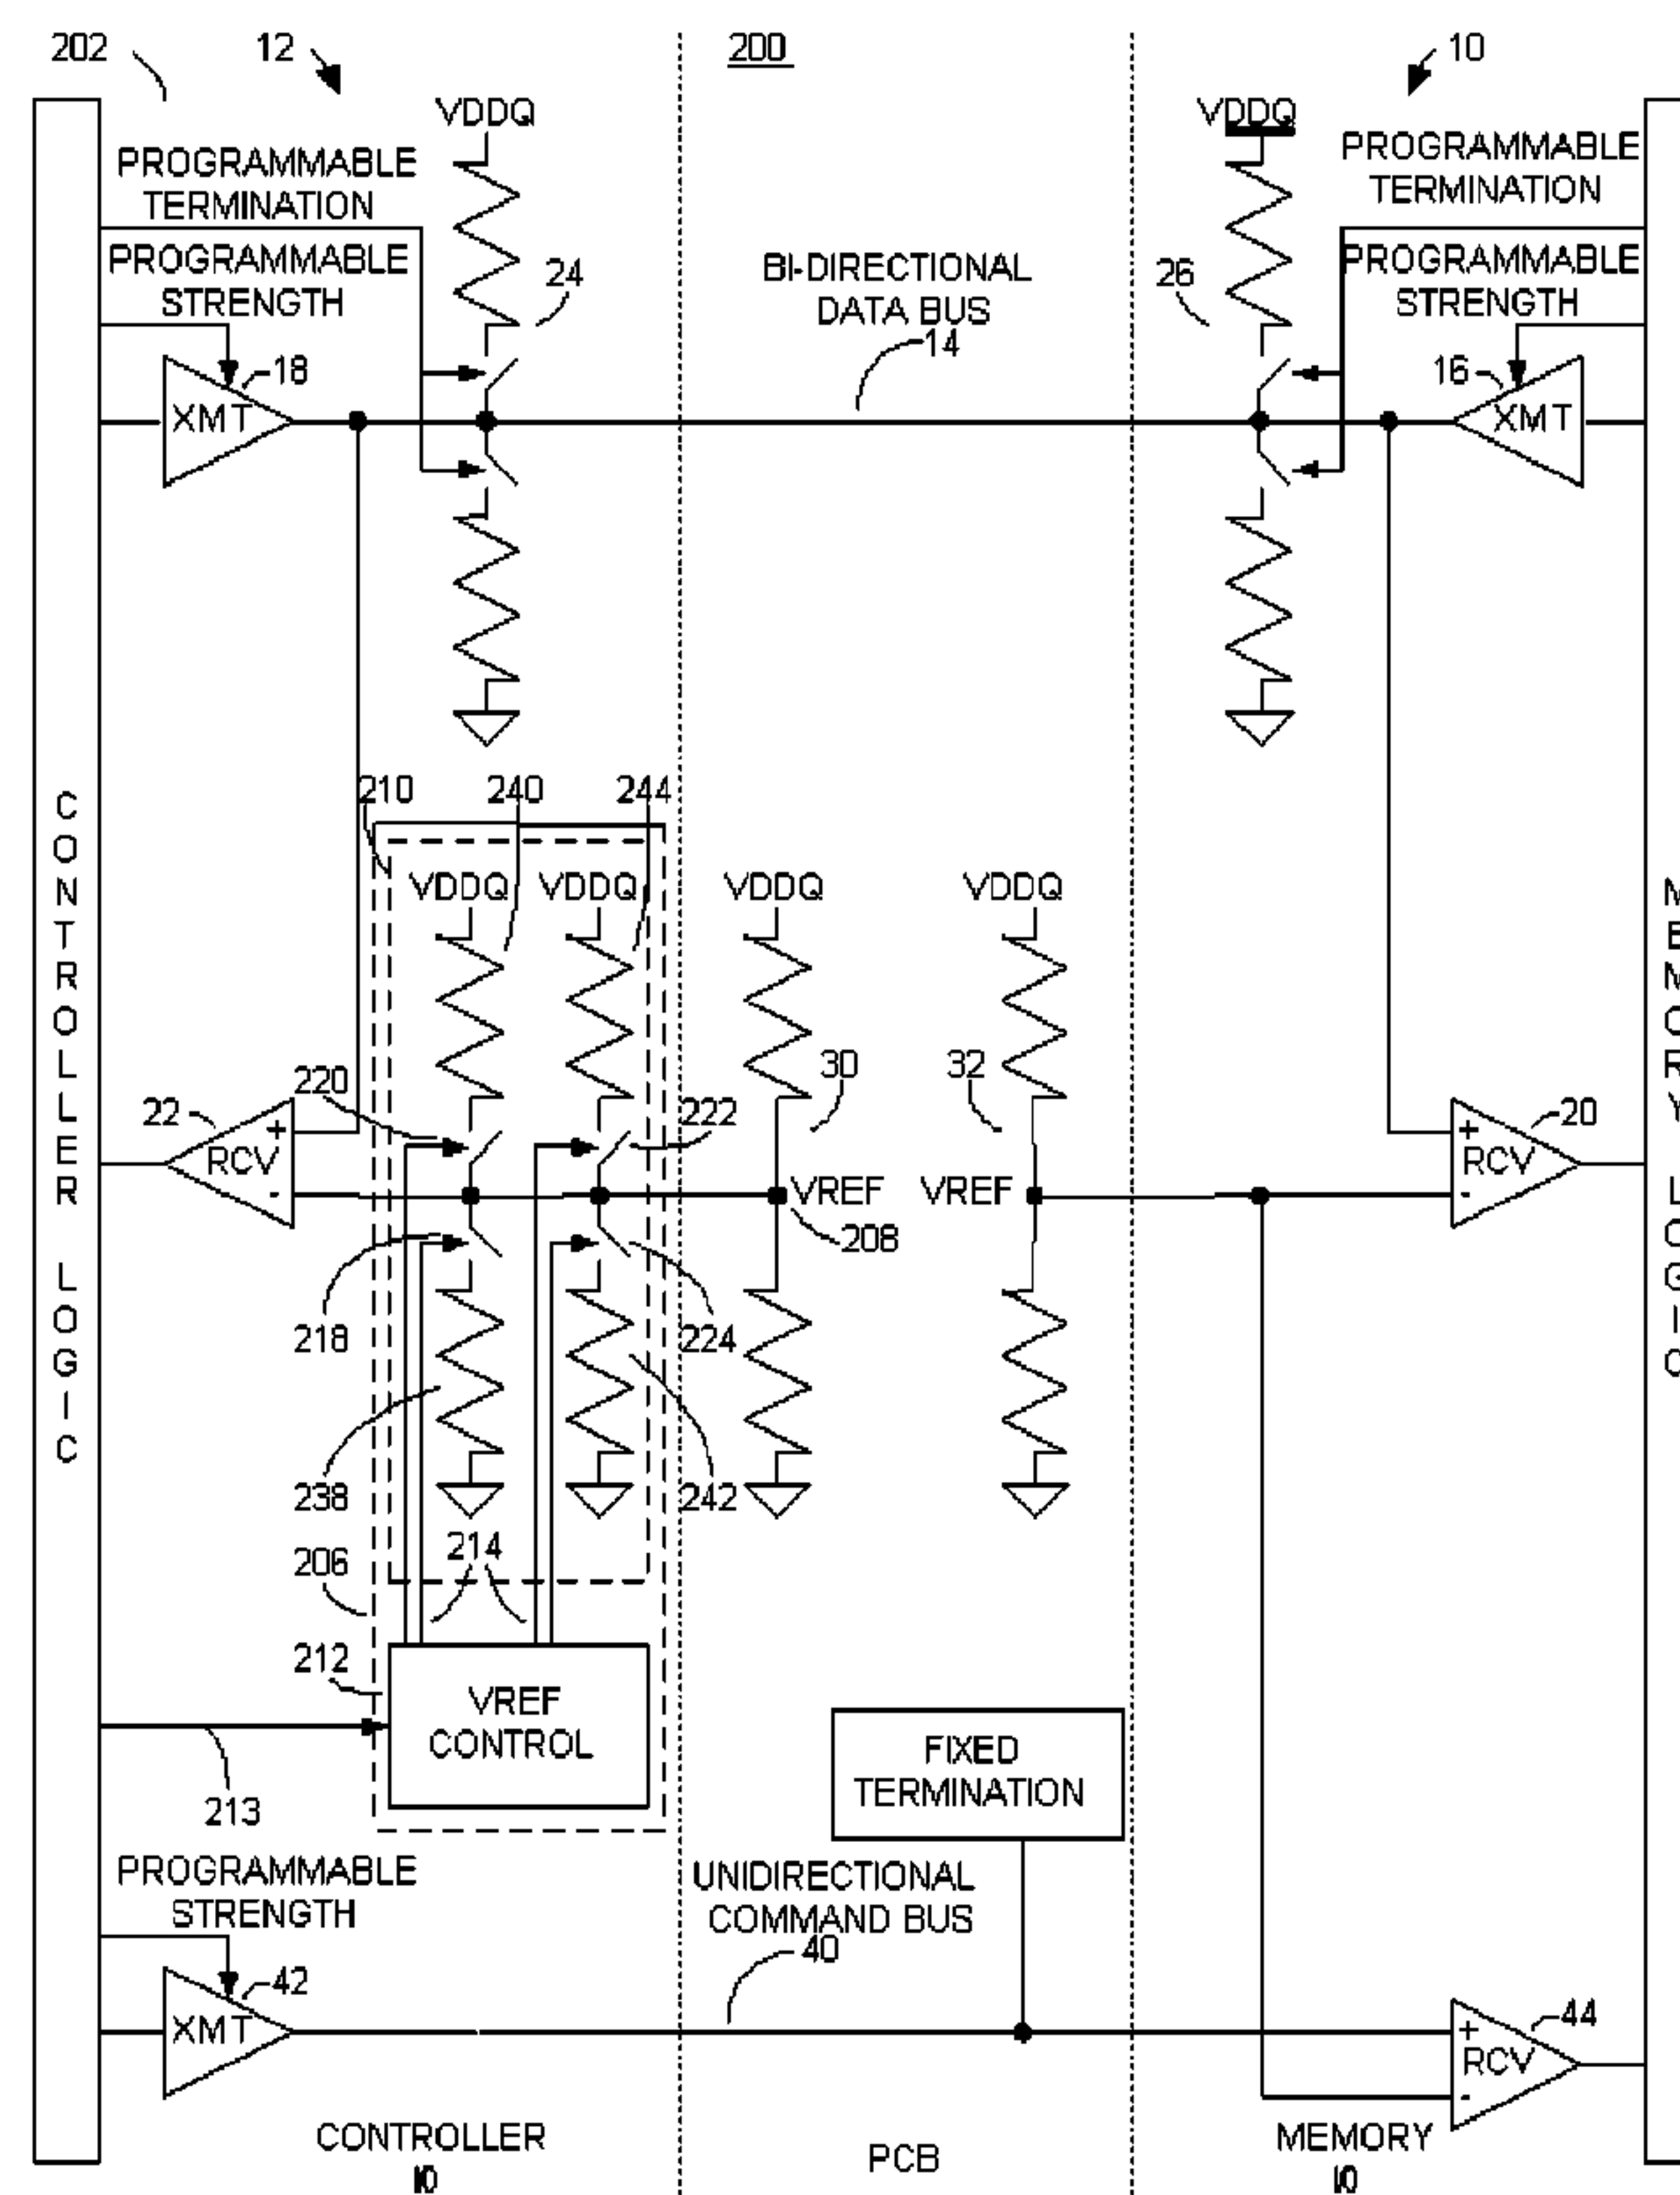 202
12
200
10
VDDQ
VDDQ
PROGRAMMABLE
TERMINATION
PROGRAMMABLE
TERMINATION
PROGRAMMABLE
STRENGTH
PROGRAMMABLE
STRENGTH
24
BI-DIRECTIONAL
DATA BUS
14
26
18
XMT
16
XMT
210
240
244
VDDQ
VDDQ
VDDQ
VDDQ
CONTROLLER LOGIC
MEMORY LOGIC
220
222
30
32
22
+
RCV
-
20
+
RCV
-
VREF
VREF
208
218
224
238
242
206
214
212
VREF
CONTROL
213
FIXED
TERMINATION
PROGRAMMABLE
STRENGTH
UNIDIRECTIONAL
COMMAND BUS
40
42
XMT
44
+
RCV
-
CONTROLLER
IO
PCB
MEMORY
IO